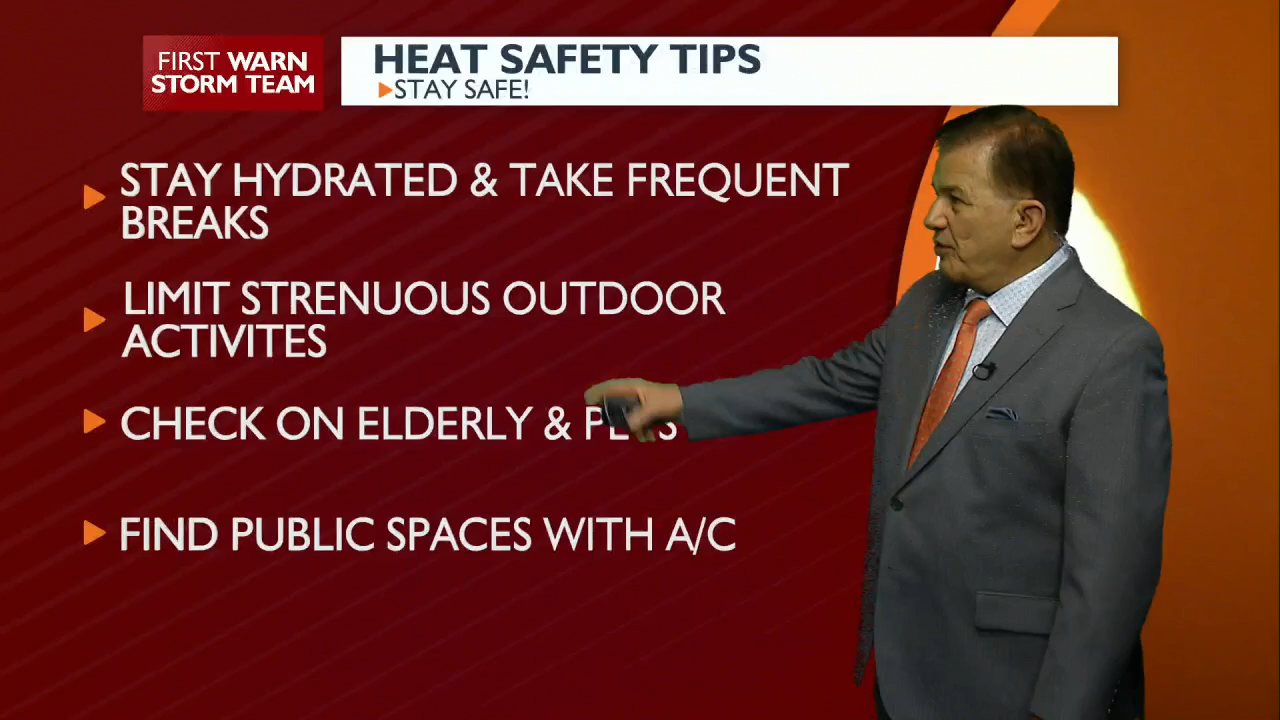 FIRST WARN
STORM TEAM
HEAT SAFETY TIPS
STAY SAFE!
STAY HYDRATED & TAKE FREQUENT
BREAKS
LIMIT STRENUOUS OUTDOOR
ACTIVITES
CHECK ON ELDERLY &
FIND PUBLIC SPACES WITH A/C